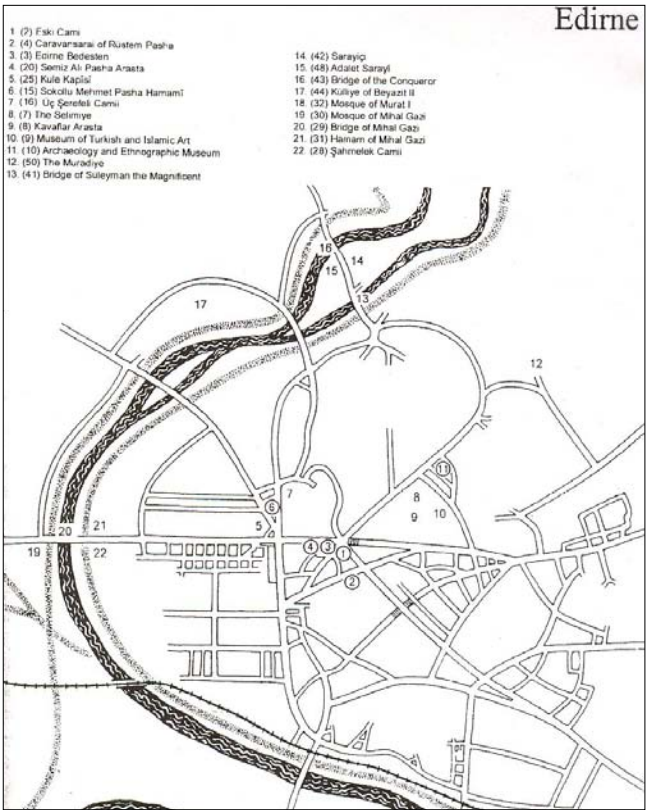 Edirne
1 (2) Eski Cami
2. (4) Caravansarai of Rüstem Pasha
3. (3) Edirne Bedesten
4. (20) Semiz Ali Pasha Arasta
5. (25) Kule Kapîsî
6. (15) Sokollu Mehmet Pasha Hamamî
7. (16) Üç Şerefeli Camii
8. (7) The Selimiye
9. (8) Kavaflar Arasta
10. (9) Museum of Turkish and Islamic Art
11. (10) Archaeology and Ethnographic Museum
12. (50) The Muradiye
13. (41) Bridge of Suleyman the Magnificent
14. (42) Sarayiçi
15. (48) Adalet Sarayî
16. (43) Bridge of the Conqueror
17. (44) Külliye of Beyazit II
18. (32) Mosque of Murat I
19. (30) Mosque of Mihal Gazi
20. (29) Bridge of Mihal Gazi
21. (31) Hamam of Mihal Gazi
22. (28) Şahmelek Camii
16
14
15
13
17
12
11
7
8
6
9
10
20
21
5
4
3
1
19
22
2